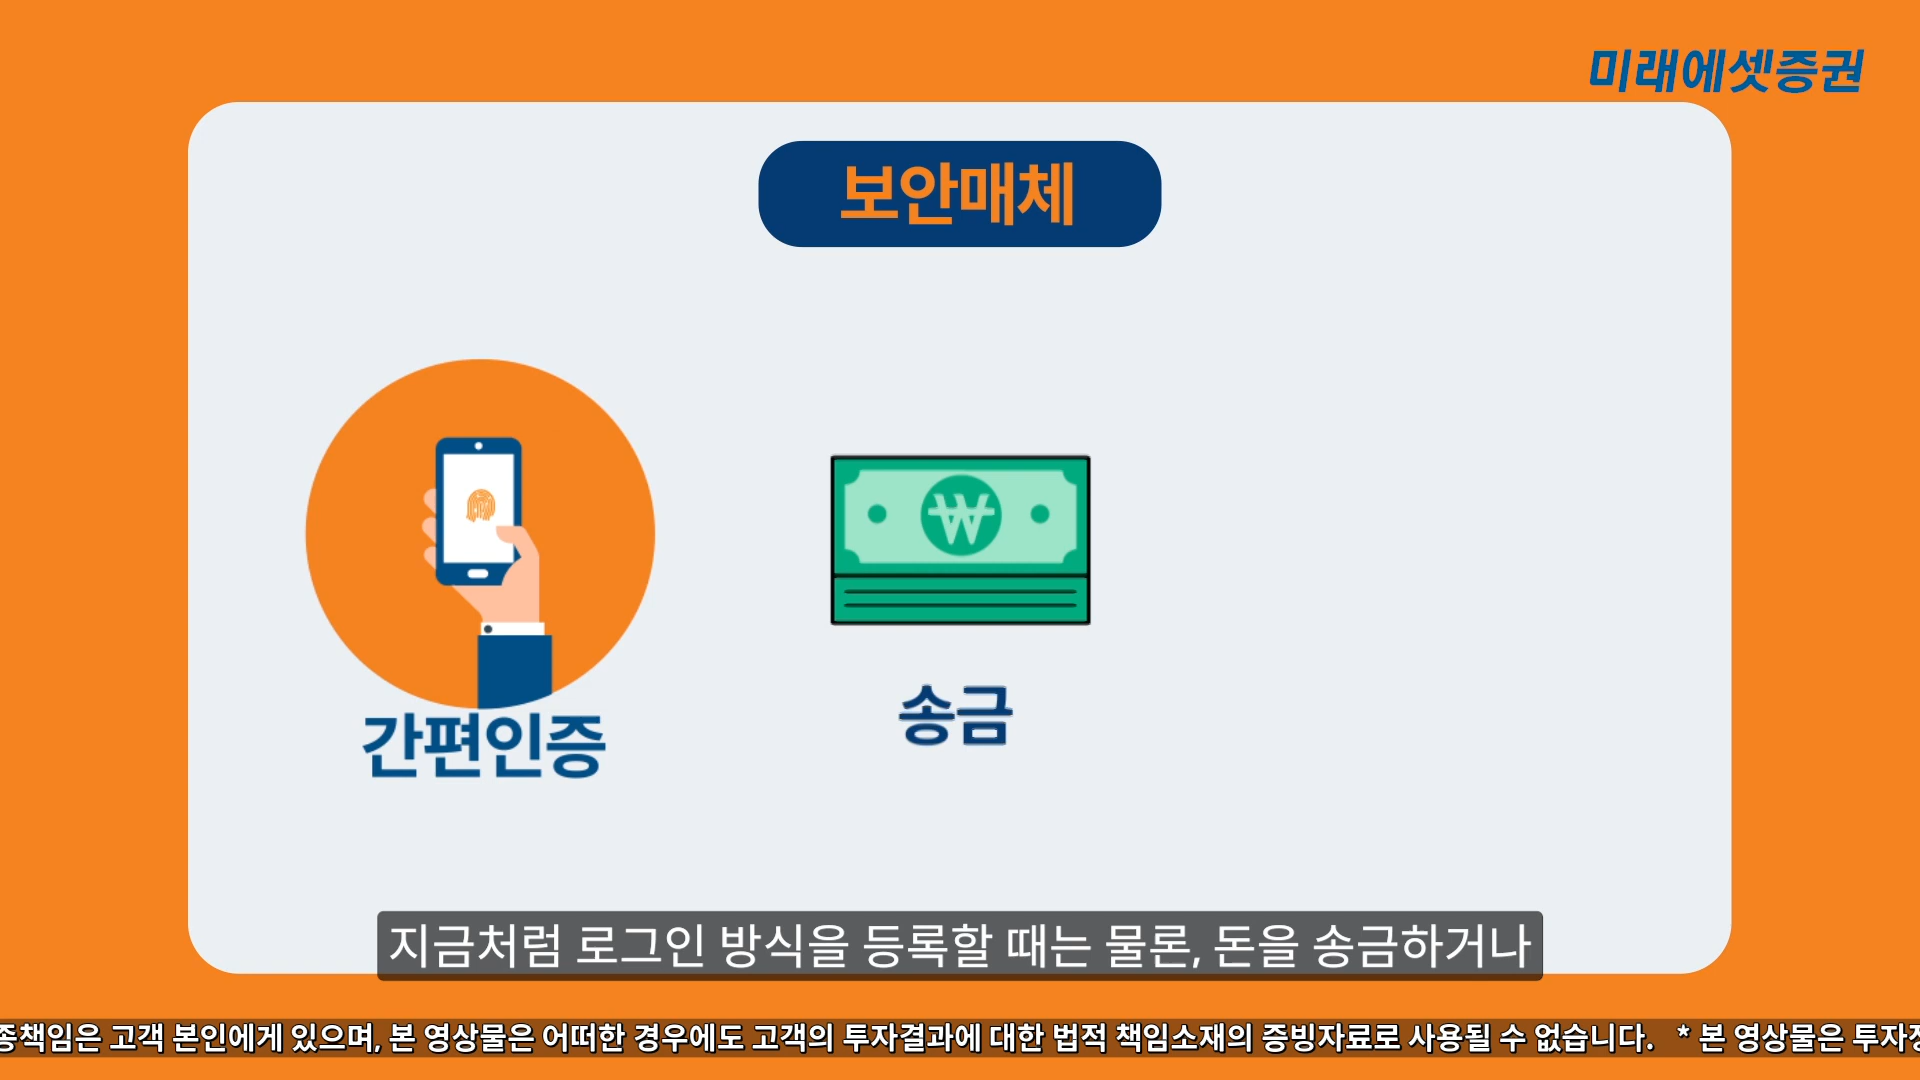 미래에셋증권
보안매체
₩
간편인증
송금
지금처럼 로그인 방식을 등록할 때는 물론, 돈을 송금하거나
종책임은 고객 본인에게 있으며, 본 영상물은 어떠한 경우에도 고객의 투자결과에 대한 법적 책임소재의 증빙자료로 사용될 수 없습니다. * 본 영상물은 투자정